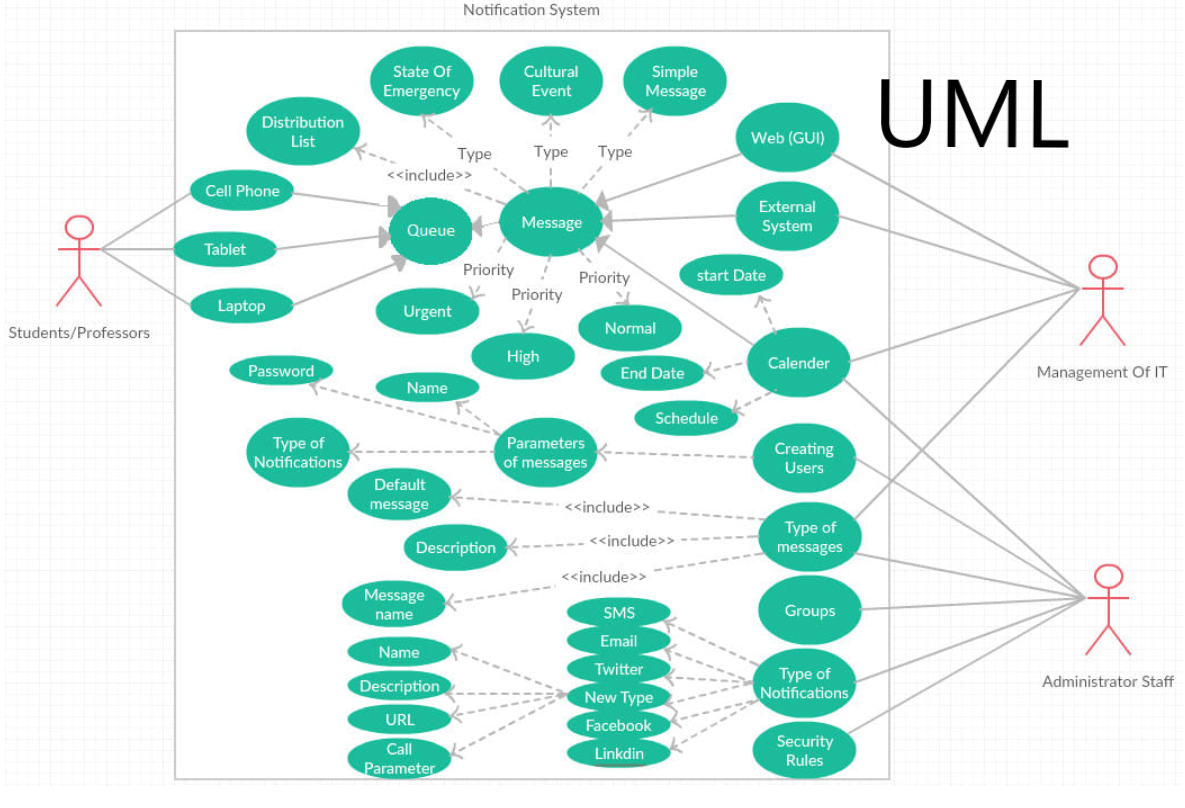 Notification System
UML
State Of
Emergency
Cultural
Event
Simple
Message
Distribution
List
Web (GUI)
Type
Type
Type
<<include>>
Cell Phone
Queue
Message
External
System
Tablet
Priority
Priority
Priority
start Date
Laptop
Urgent
Normal
High
Students/Professors
Management Of IT
Calender
End Date
Schedule
Password
Name
Type of
Notifications
Parameters
of messages
Creating
Users
Default
message
<<include>>
Description
<<include>>
Type of
messages
<<include>>
Message
name
SMS
Groups
Email
Name
Twitter
Type of
Notifications
Description
New Type
URL
Facebook
Call
Parameter
Linkdin
Security
Rules
Administrator Staff